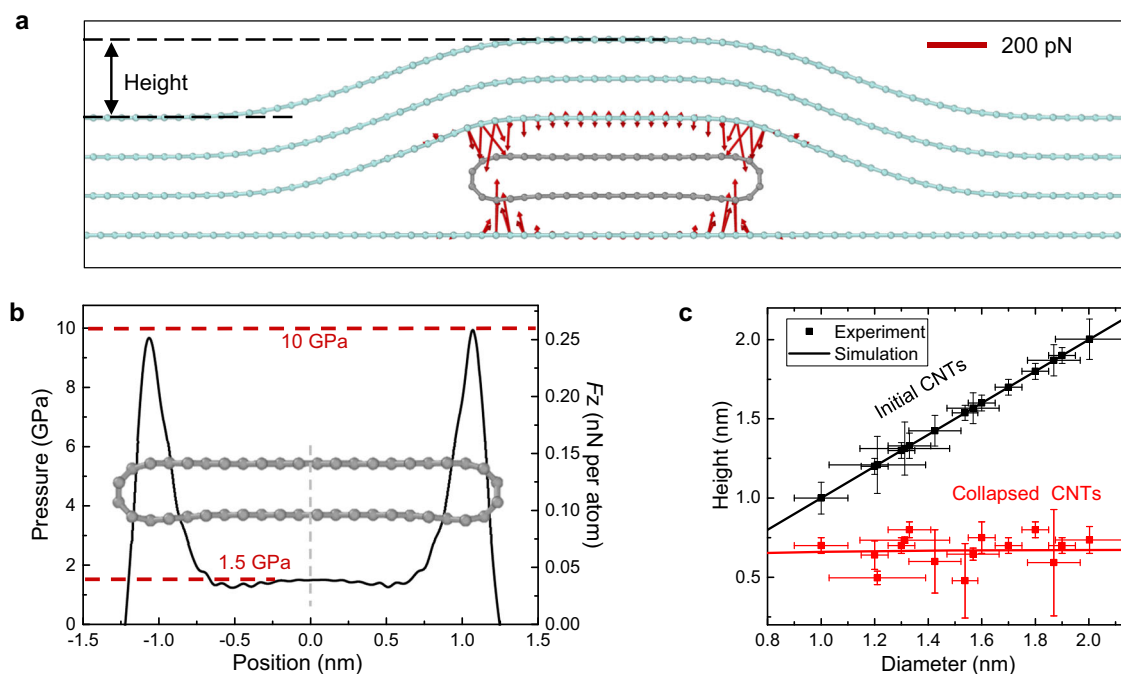 a
Height
200 pN
b
10
8
6
4
2
0
Pressure (GPa)
10 GPa
1.5 GPa
0.25
0.20
0.15
0.10
0.05
0.00
Fz (nN per atom)
-1.5 -1.0 -0.5 0.0 0.5 1.0 1.5
Position (nm)
c
Experiment
Simulation
Initial CNTs
Collapsed CNTs
2.0
1.5
1.0
0.5
Height (nm)
0.8 1.0 1.2 1.4 1.6 1.8 2.0
Diameter (nm)